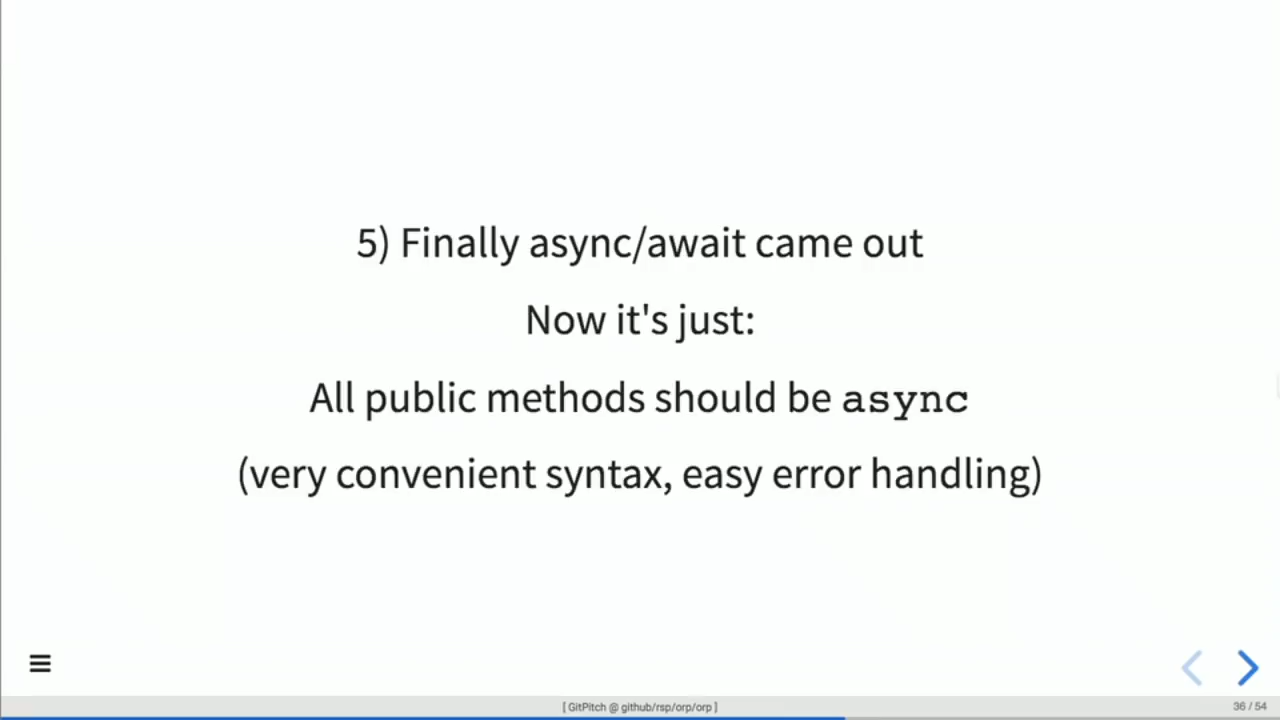 5) Finally async/await came out
Now it's just:
All public methods should be async
(very convenient syntax, easy error handling)
[ GitPitch @ github/rsp/orp/orp ]
36 / 54